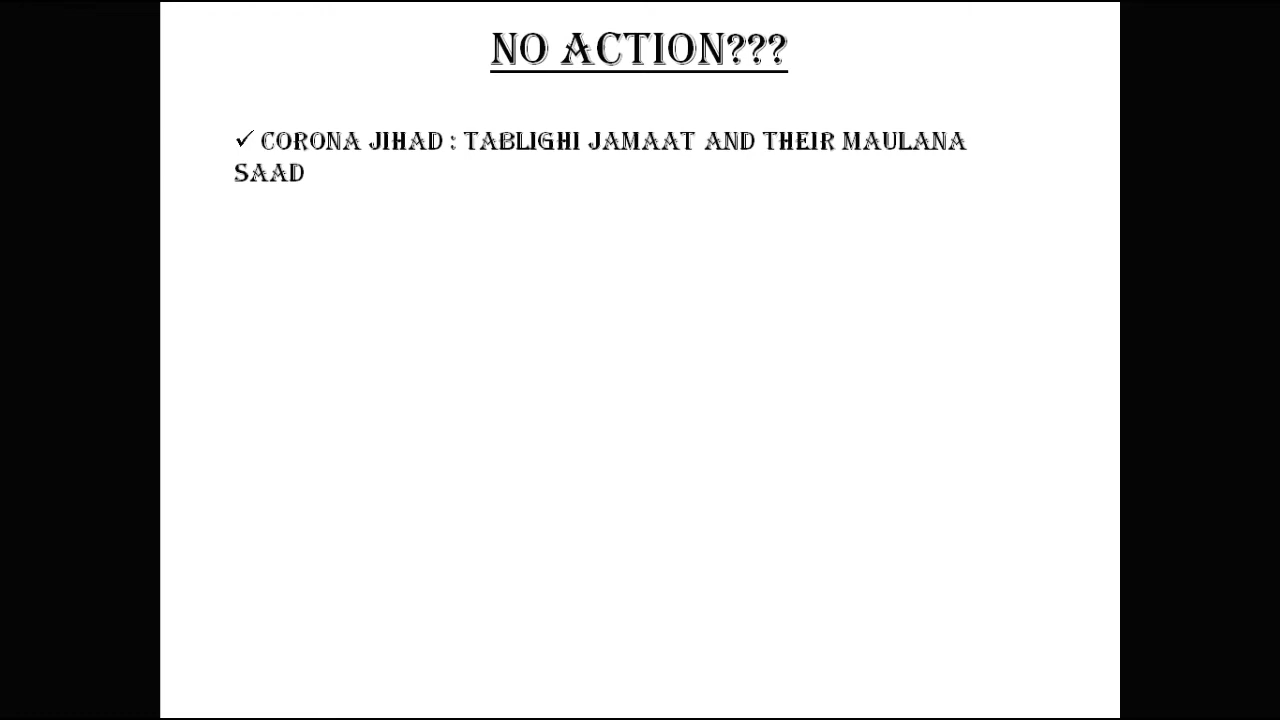 NO ACTION???
✓ CORONA JIHAD : TABLIGHI JAMAAT AND THEIR MAULANA
SAAD